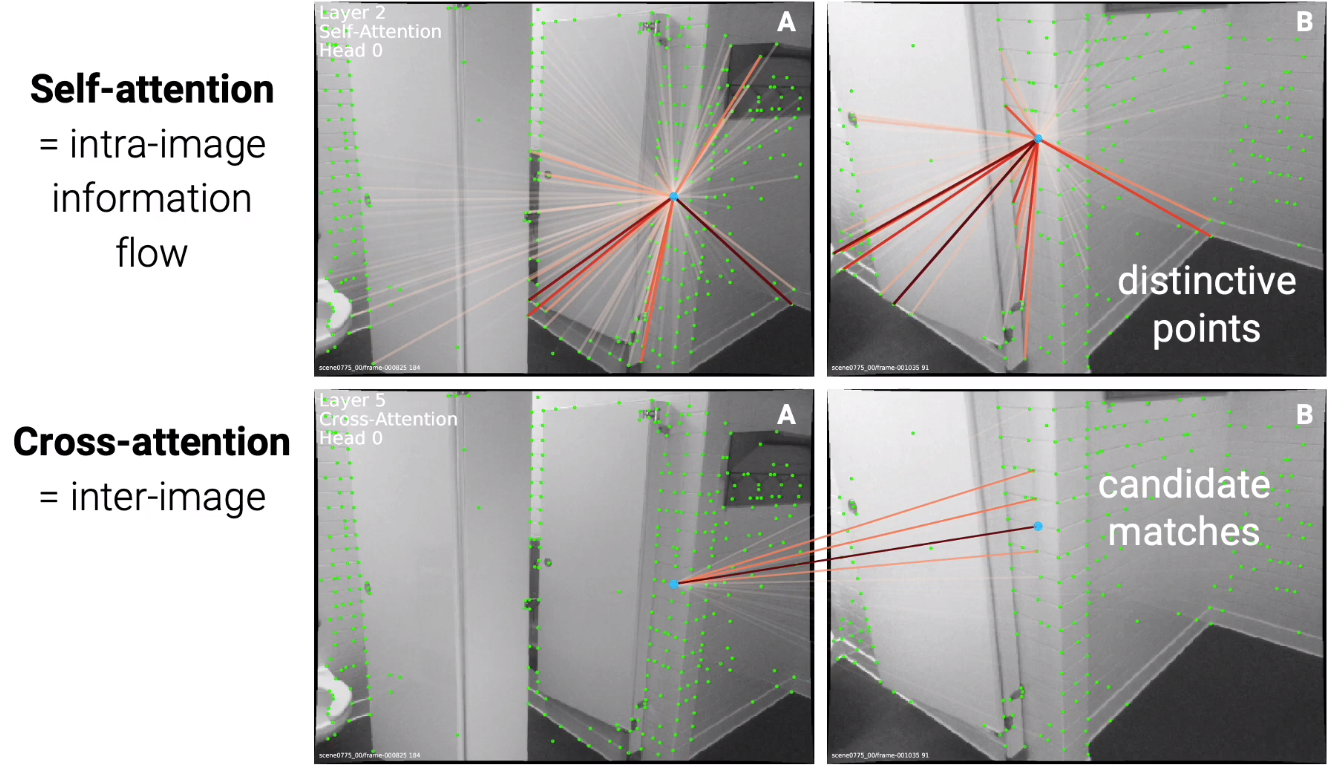 Self-attention
= intra-image
information
flow
Layer 2
Self-Attention
Head 0
A
scene0775_00/frame-000825 184
B
distinctive
points
scene0775_00/frame-001035 91
Cross-attention
= inter-image
Layer 5
Cross-Attention
Head 0
A
scene0775_00/frame-000825 184
B
candidate
matches
scene0775_00/frame-001035 91